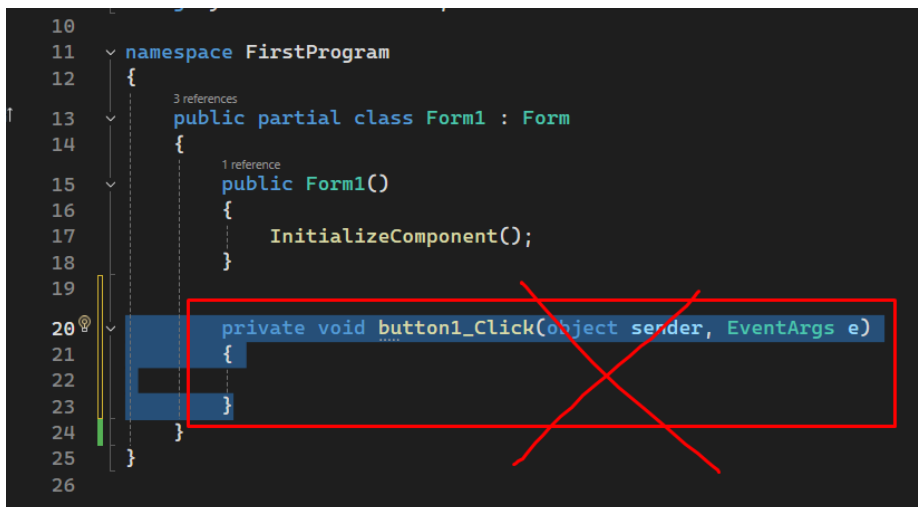 10
11 namespace FirstProgram
12 {
3 references
13 public partial class Form1 : Form
14 {
1 reference
15 public Form1()
16 {
17 InitializeComponent();
18 }
19
20 private void button1_Click(object sender, EventArgs e)
21 {
22
23 }
24 }
25 }
26